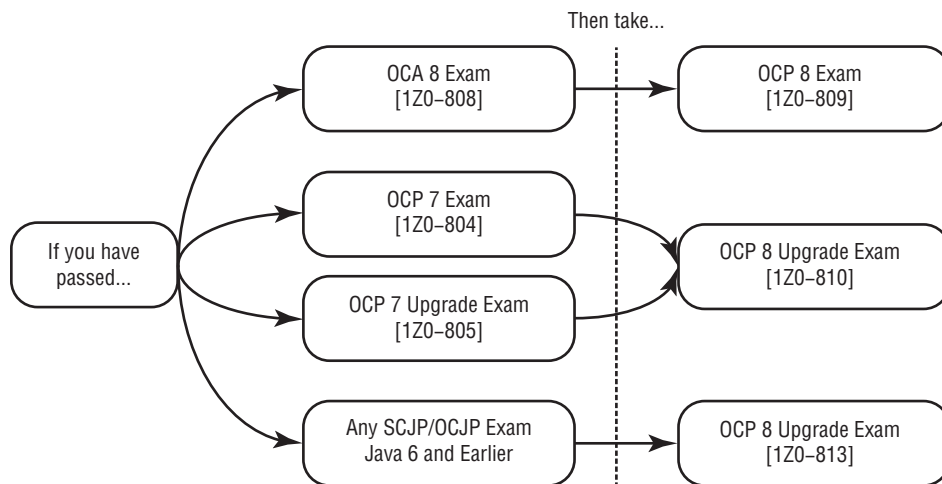 Then take...
OCA 8 Exam
[1Z0–808]
OCP 8 Exam
[1Z0–809]
If you have
passed...
OCP 7 Exam
[1Z0–804]
OCP 7 Upgrade Exam
[1Z0–805]
OCP 8 Upgrade Exam
[1Z0–810]
Any SCJP/OCJP Exam
Java 6 and Earlier
OCP 8 Upgrade Exam
[1Z0–813]